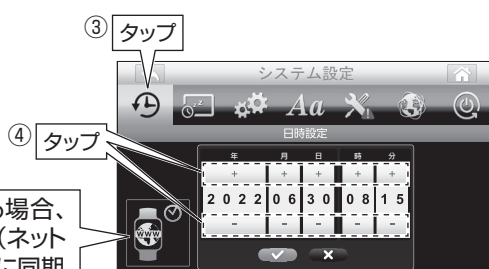 ③
タップ
システム設定
Aa
日時設定
④
タップ
年 月 日 時 分
+ + + + +
2022 06 30 08 15
- - - - -
場合、
(ネット
に同期
WWW